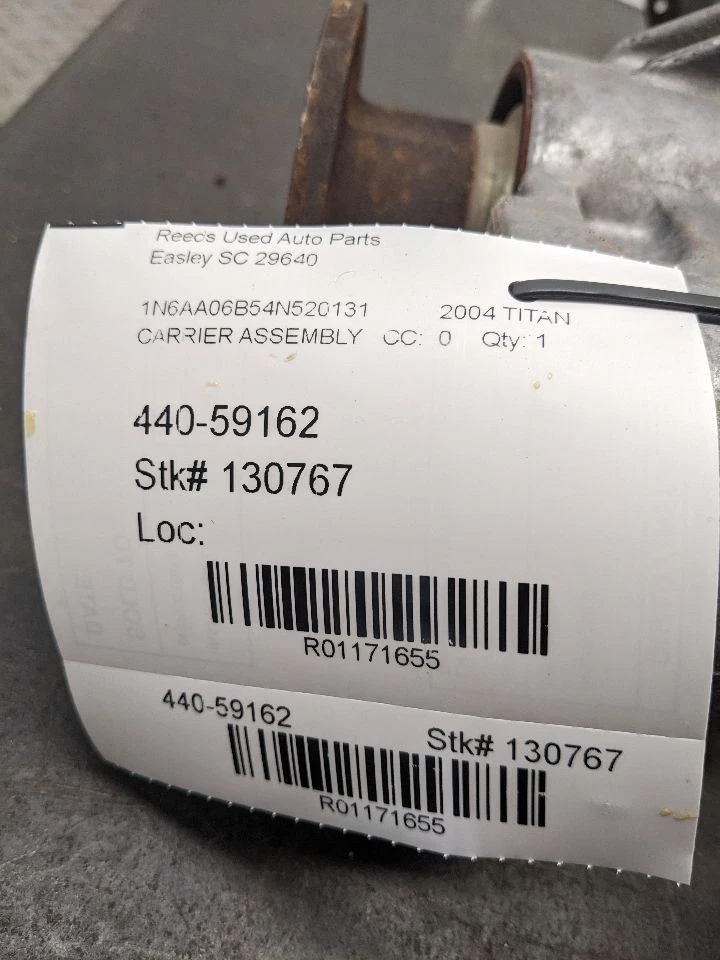 Reed's Used Auto Parts
Easley SC 29640
1N6AA06B54N520131 2004 TITAN
CARRIER ASSEMBLY CC: 0 Qty: 1
440-59162
Stk# 130767
Loc:
R01171655
440-59162 Stk# 130767
R01171655